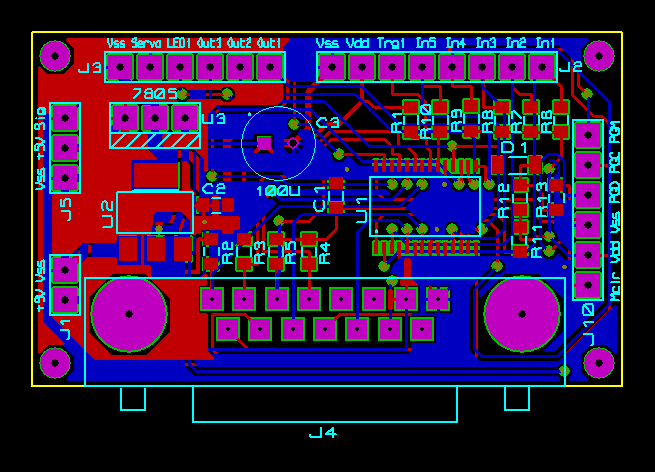 Vss Servo LED1 Out3 Out2 Out1
Vss Vdd Trg1 In5 In4 In3 In2 In1
J3
J2
7805
U3
C3
R1 R10 R9 R8 R7 R8
D1
Vss +5V Sig
J5
C2
100u
C1
U1
R12
R13
U2
R11
R2 R3 R5 R4
+9V Vss
J1
Mclr Vdd Vss PGD PGC PGM
J10
J4